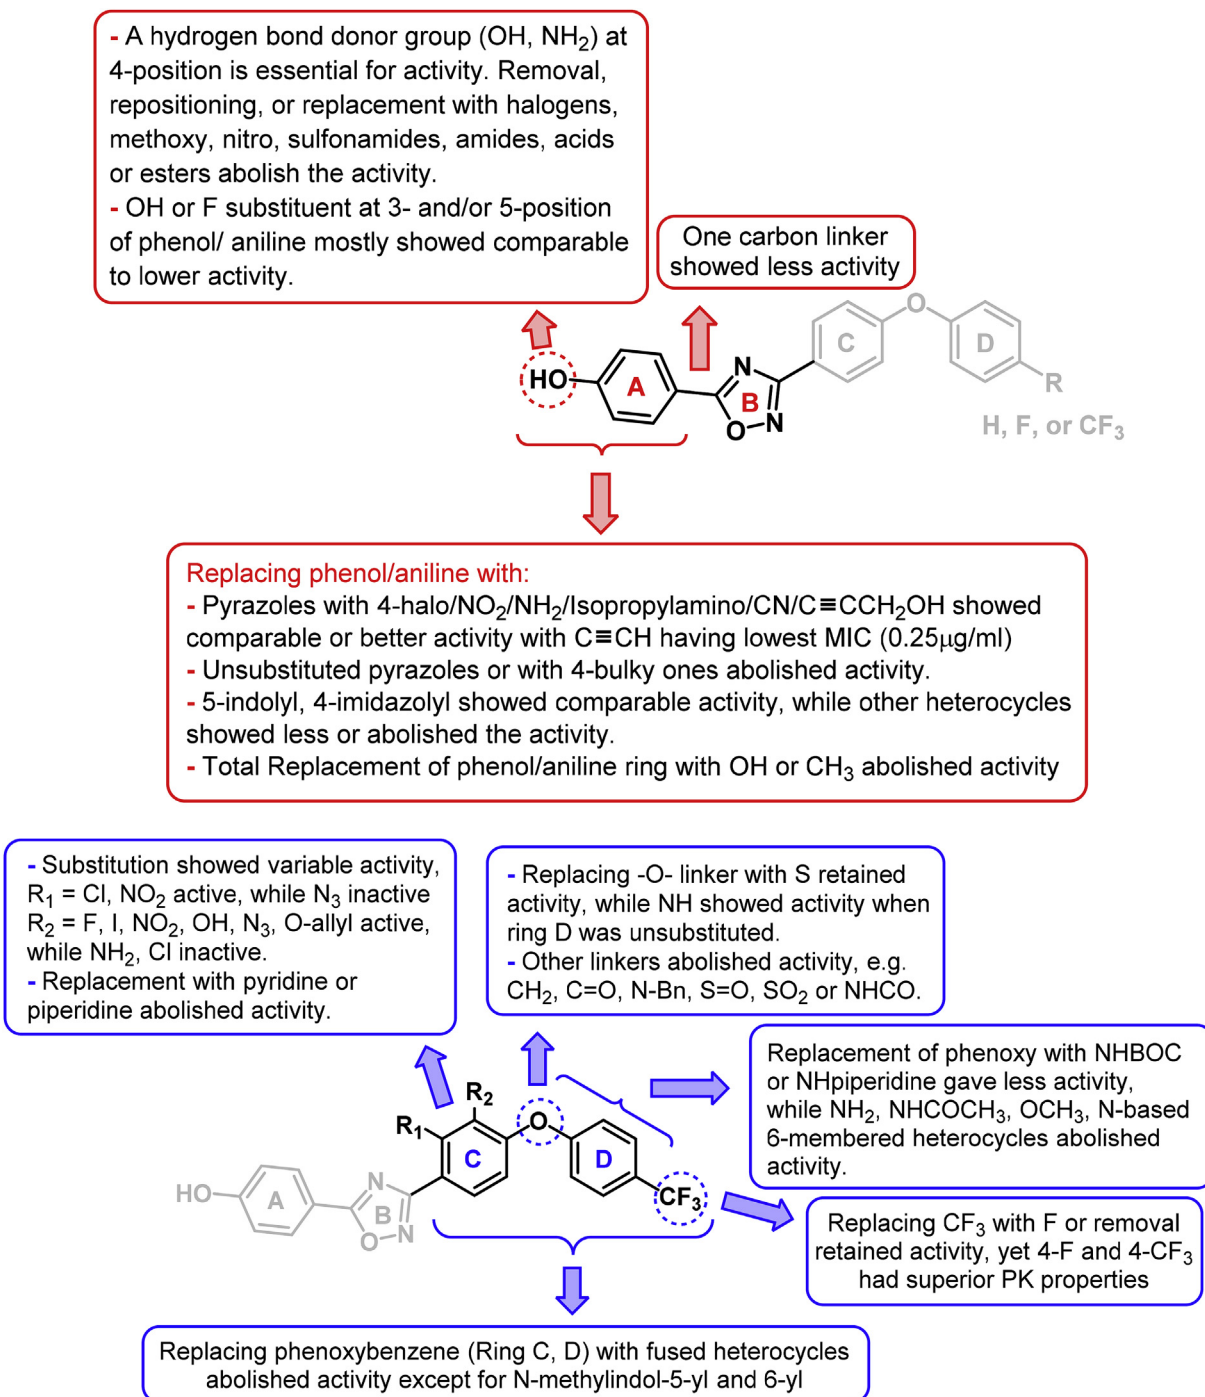 - A hydrogen bond donor group (OH, NH₂) at
4-position is essential for activity. Removal,
repositioning, or replacement with halogens,
methoxy, nitro, sulfonamides, amides, acids
or esters abolish the activity.
- OH or F substituent at 3- and/or 5-position
of phenol/ aniline mostly showed comparable
to lower activity.
One carbon linker
showed less activity
HO
A
N
B
O
N
C
O
D
R
H, F, or CF₃
Replacing phenol/aniline with:
- Pyrazoles with 4-halo/NO₂/NH₂/Isopropylamino/CN/C≡CCH₂OH showed
comparable or better activity with C≡CH having lowest MIC (0.25μg/ml)
- Unsubstituted pyrazoles or with 4-bulky ones abolished activity.
- 5-indolyl, 4-imidazolyl showed comparable activity, while other heterocycles
showed less or abolished the activity.
- Total Replacement of phenol/aniline ring with OH or CH₃ abolished activity
- Substitution showed variable activity,
R₁ = Cl, NO₂ active, while N₃ inactive
R₂ = F, I, NO₂, OH, N₃, O-allyl active,
while NH₂, Cl inactive.
- Replacement with pyridine or
piperidine abolished activity.
- Replacing -O- linker with S retained
activity, while NH showed activity when
ring D was unsubstituted.
- Other linkers abolished activity, e.g.
CH₂, C=O, N-Bn, S=O, SO₂ or NHCO.
Replacement of phenoxy with NHBOC
or NHpiperidine gave less activity,
while NH₂, NHCOCH₃, OCH₃, N-based
6-membered heterocycles abolished
activity.
HO
A
N
B
O
N
R₁
R₂
C
O
D
CF₃
Replacing CF₃ with F or removal
retained activity, yet 4-F and 4-CF₃
had superior PK properties
Replacing phenoxybenzene (Ring C, D) with fused heterocycles
abolished activity except for N-methylindol-5-yl and 6-yl